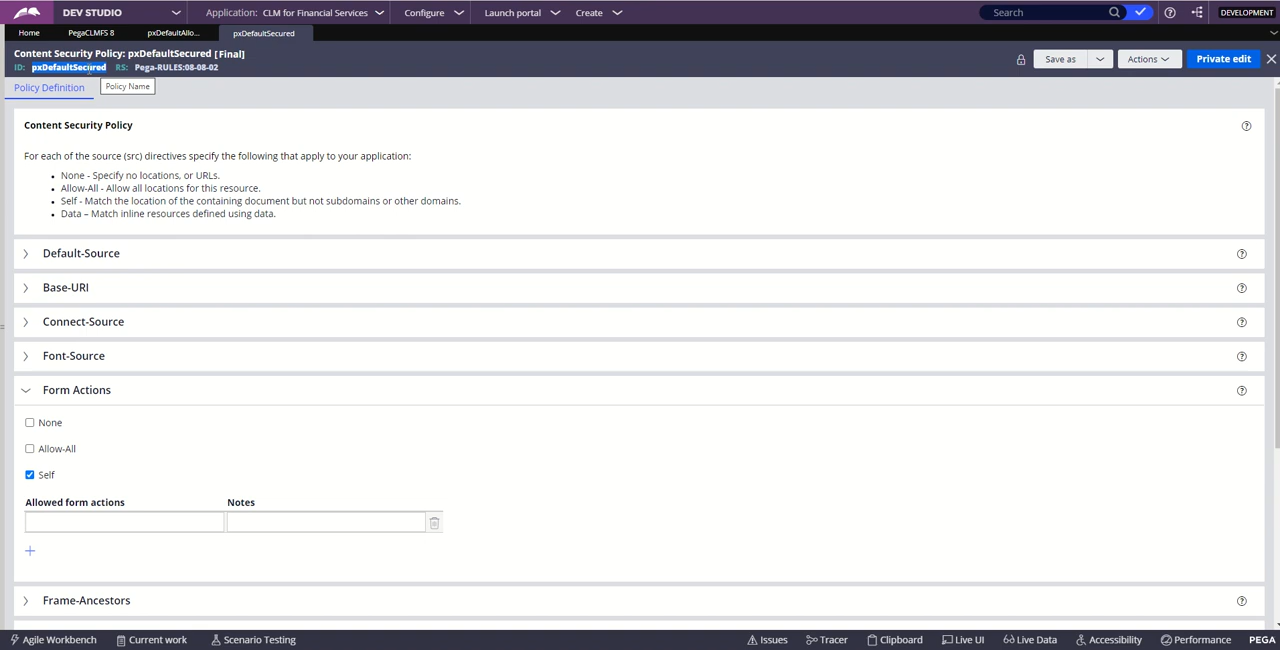 DEV STUDIO Application: CLM for Financial Services Configure Launch portal Create Search DEVELOPMENT
Home PegaCLMFS 8 pxDefaultAllo... pxDefaultSecured
Content Security Policy: pxDefaultSecured [Final]
ID: pxDefaultSecured RS: Pega-RULES:08-08-02
Save as Actions Private edit
Policy Definition
Policy Name
Content Security Policy
For each of the source (src) directives specify the following that apply to your application:
• None - Specify no locations, or URLs.
• Allow-All - Allow all locations for this resource.
• Self - Match the location of the containing document but not subdomains or other domains.
• Data – Match inline resources defined using data.
Default-Source
Base-URI
Connect-Source
Font-Source
Form Actions
None
Allow-All
Self
Allowed form actions Notes
Frame-Ancestors
Agile Workbench Current work Scenario Testing Issues Tracer Clipboard Live UI Live Data Accessibility Performance PEGA